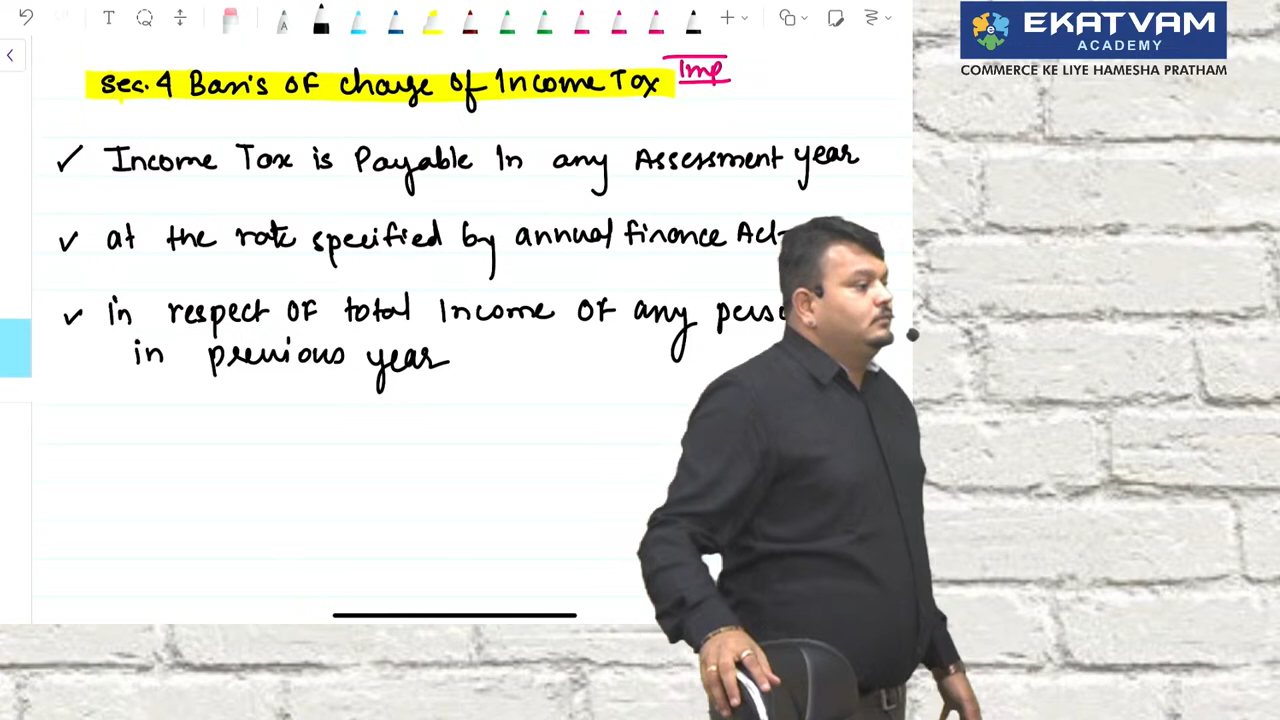 EKATVAM
ACADEMY
COMMERCE KE LIYE HAMESHA PRATHAM
Sec. 4 Basis of charge of Income Tax Imp
✓ Income Tax is Payable In any Assessment year
✓ at the rate specified by annual finance Act
✓ in respect of total Income of any
in previous year